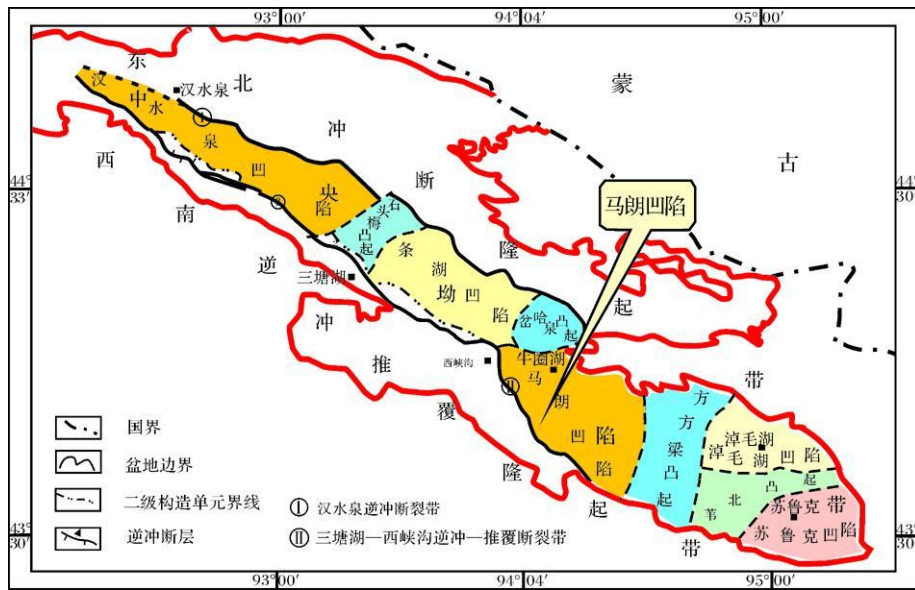 93°00′
94°04′
95°00′
东北冲断隆起带
蒙古
汉水泉
汉水泉凹陷
中央坳陷带
Ⅰ
西南逆冲推覆隆起带
44°
33′
44°
33′
石头梅凸起
马朗凹陷
三塘湖
条湖凹陷
岔哈泉凸起
西峡沟
牛圈湖
Ⅱ
马朗凹陷
方方梁凸起
淖毛湖
淖毛湖凹陷
苇北凸起
苏鲁克
苏鲁克凹陷
国界
盆地边界
二级构造单元界线
逆冲断层
Ⅰ 汉水泉逆冲断裂带
Ⅱ 三塘湖—西峡沟逆冲—推覆断裂带
43°
30′
43°
30′
93°00′
94°04′
95°00′